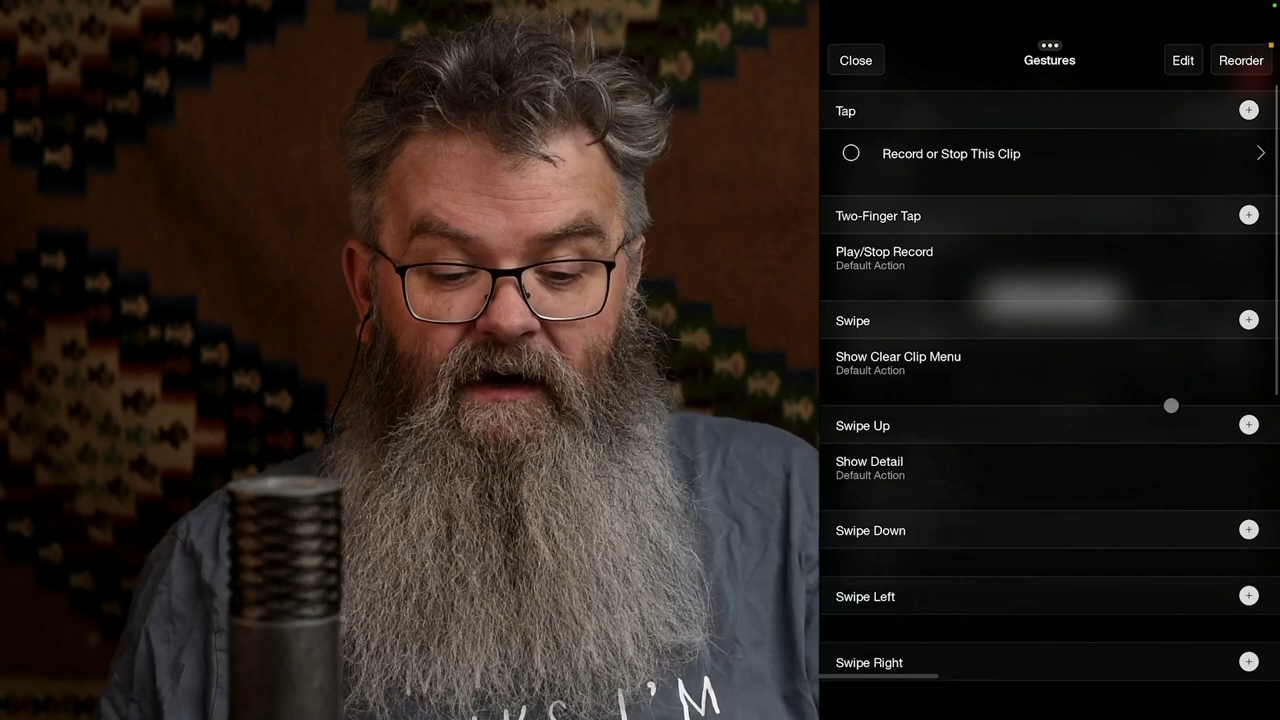 Close
Gestures
Edit
Reorder
Tap
Record or Stop This Clip
Two-Finger Tap
Play/Stop Record
Default Action
Swipe
Show Clear Clip Menu
Default Action
Swipe Up
Show Detail
Default Action
Swipe Down
Swipe Left
Swipe Right
I'M